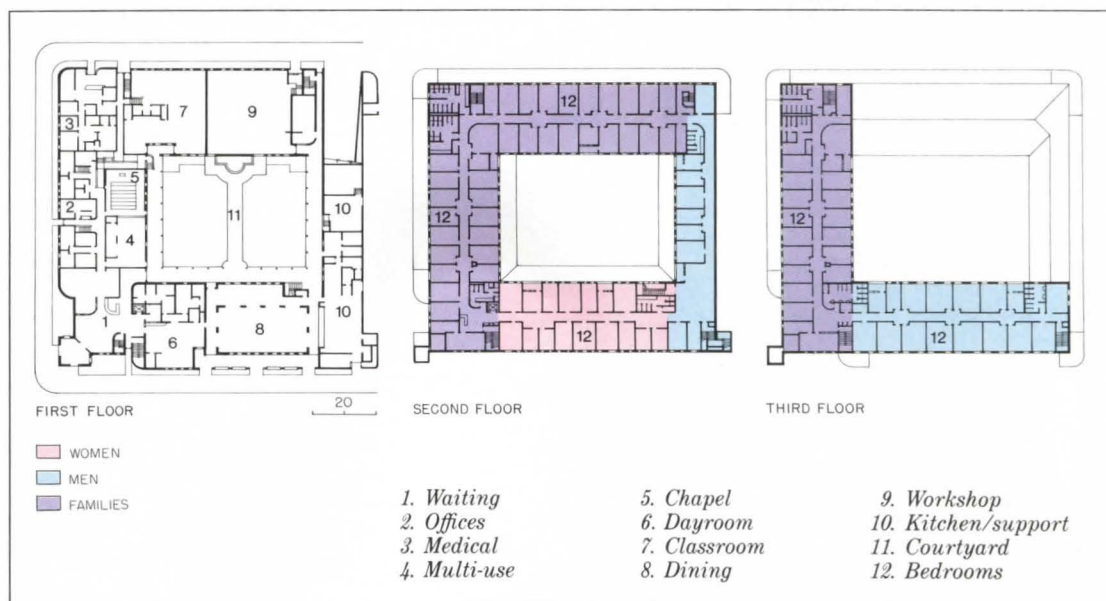 3
7
9
5
2
4
11
10
1
6
8
10
FIRST FLOOR
20
12
12
12
SECOND FLOOR
12
12
THIRD FLOOR
WOMEN
MEN
FAMILIES
1. Waiting
2. Offices
3. Medical
4. Multi-use
5. Chapel
6. Dayroom
7. Classroom
8. Dining
9. Workshop
10. Kitchen/support
11. Courtyard
12. Bedrooms